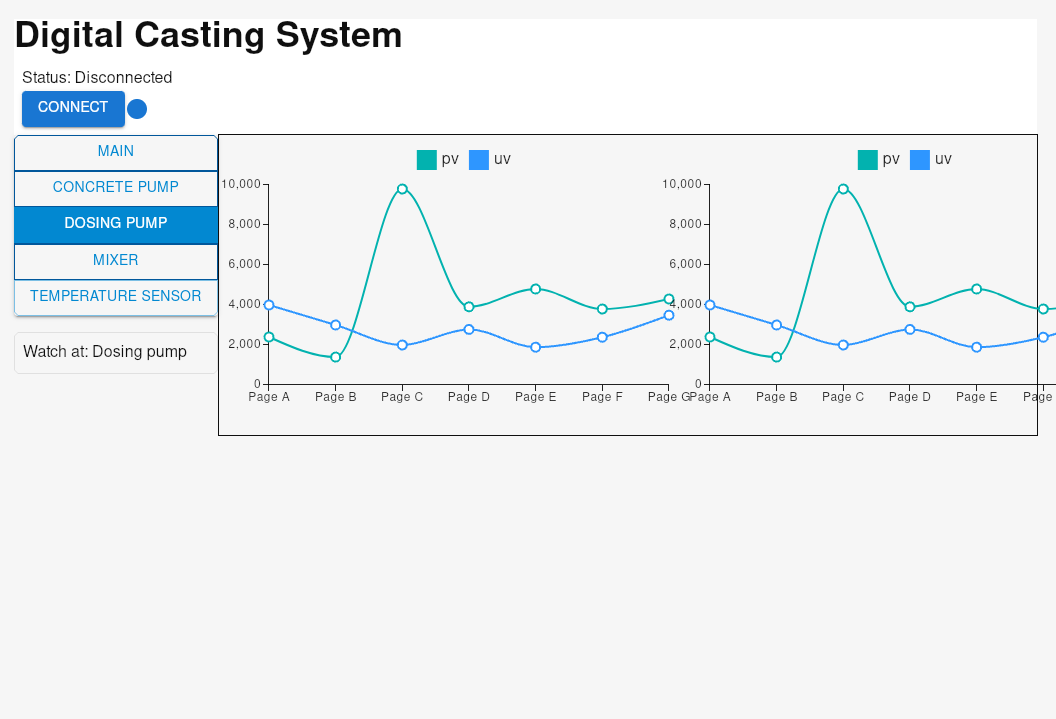 Digital Casting System
Status: Disconnected
CONNECT
MAIN
CONCRETE PUMP
DOSING PUMP
MIXER
TEMPERATURE SENSOR
Watch at: Dosing pump
pv uv
10,000
8,000
6,000
4,000
2,000
0
Page A Page B Page C Page D Page E Page F Page G
pv uv
10,000
8,000
6,000
4,000
2,000
0
Page A Page B Page C Page D Page E Page